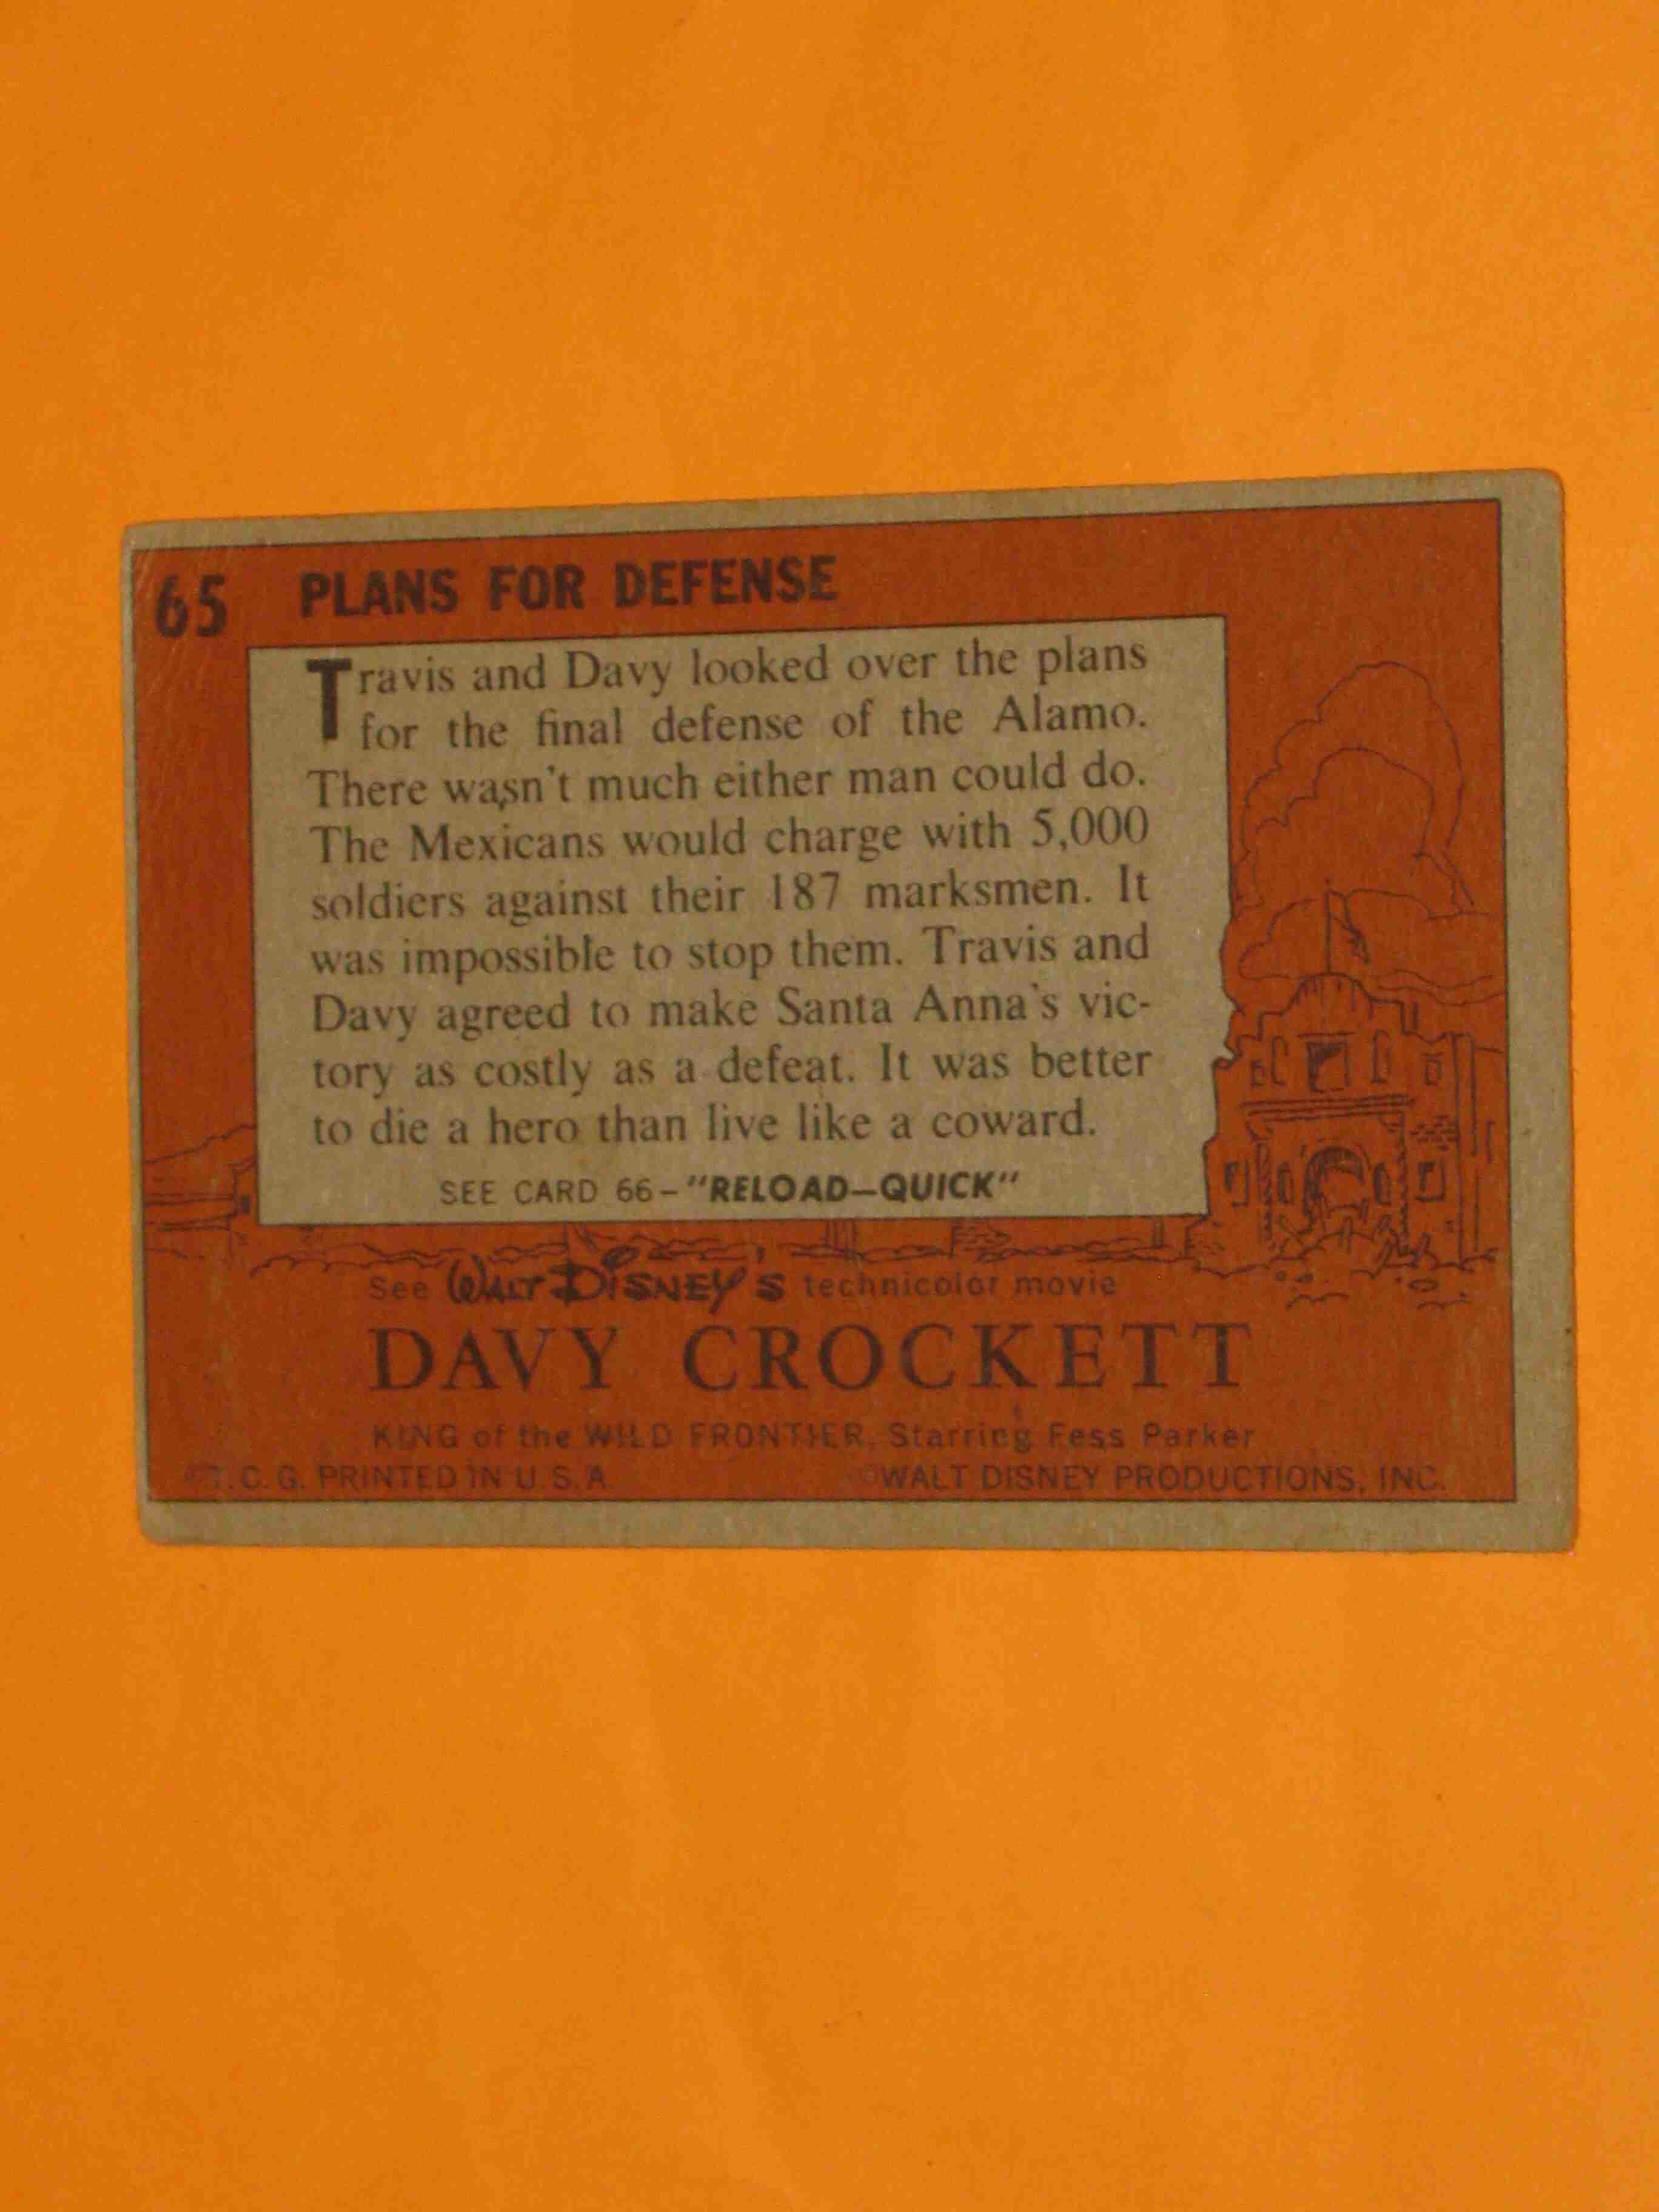 65 PLANS FOR DEFENSE
Travis and Davy looked over the plans
for the final defense of the Alamo.
There wasn't much either man could do.
The Mexicans would charge with 5,000
soldiers against their 187 marksmen. It
was impossible to stop them. Travis and
Davy agreed to make Santa Anna's vic-
tory as costly as a defeat. It was better
to die a hero than live like a coward.
SEE CARD 66–"RELOAD–QUICK"
See WALT DISNEY'S technicolor movie
DAVY CROCKETT
KING of the WILD FRONTIER, Starring Fess Parker
©T.C.G. PRINTED IN U.S.A. ©WALT DISNEY PRODUCTIONS, INC.